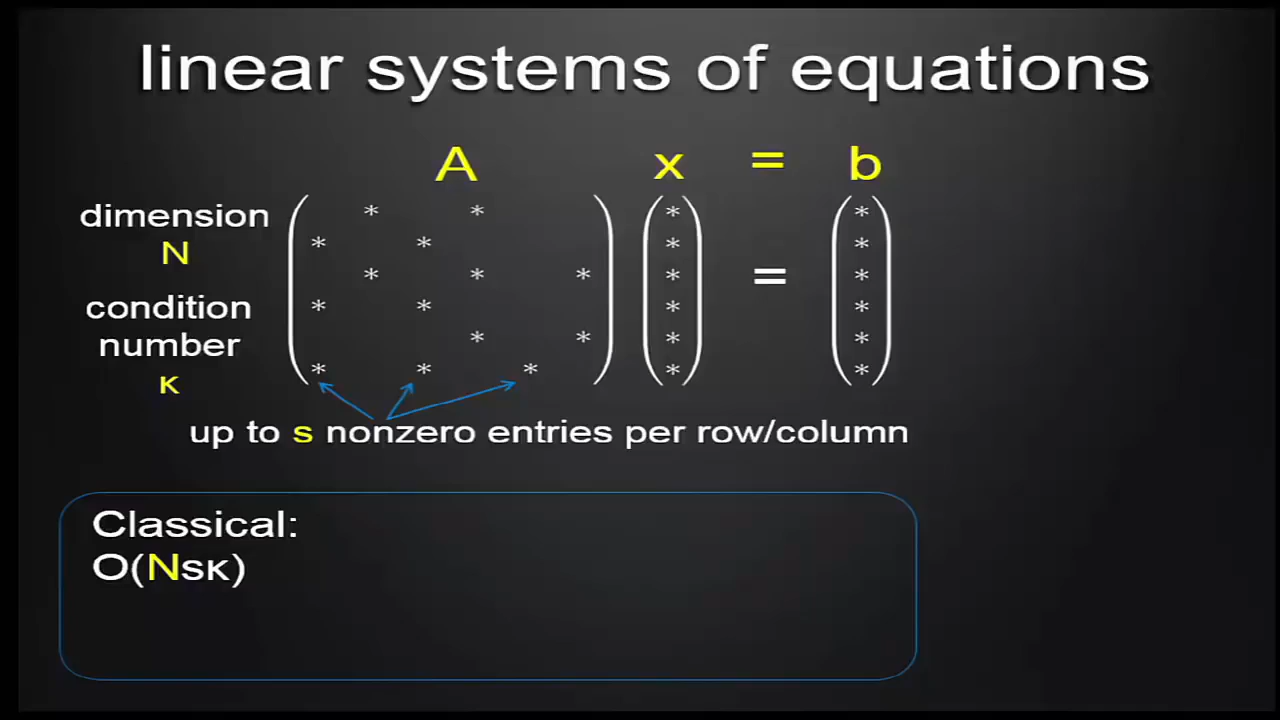 linear systems of equations
A x = b
dimension
N
condition
number
κ
( * * ) ( * ) ( * )
* * * *
* * * * = *
* * * *
* * * *
* * * * *
up to s nonzero entries per row/column
Classical:
O(Nsκ)